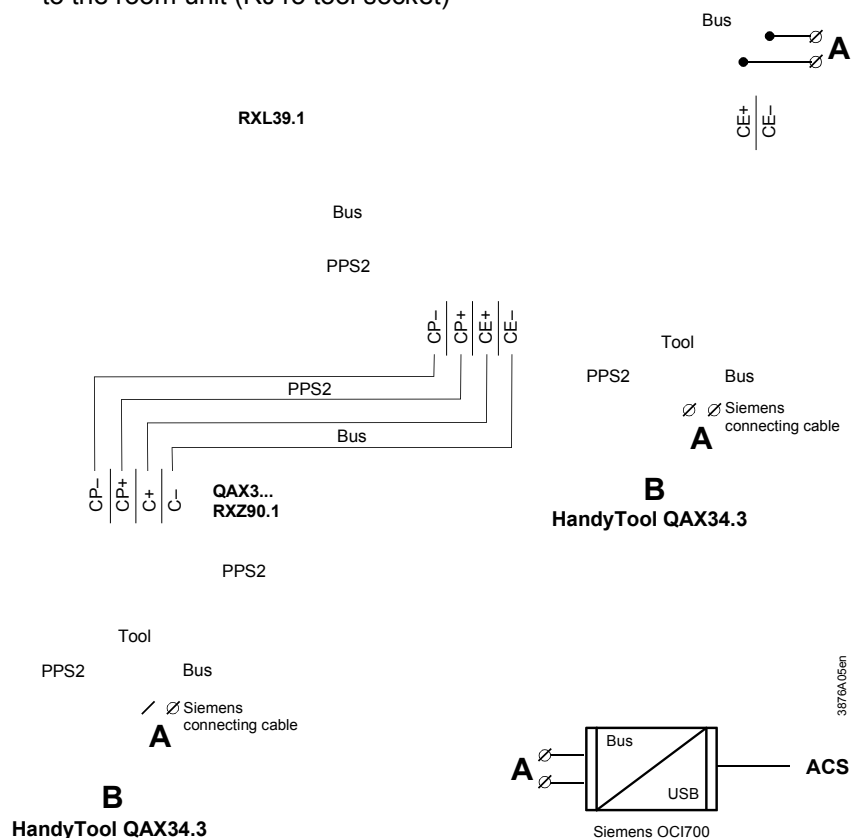 to the room unit (RJ45 tool socket)
Bus
A
RXL39.1
CE+
CE–
Bus
PPS2
CP–
CP+
CE+
CE–
Tool
PPS2
Bus
PPS2
Siemens
connecting cable
A
Bus
CP–
CP+
C+
C–
QAX3...
RXZ90.1
B
HandyTool QAX34.3
PPS2
Tool
PPS2
Bus
Siemens
connecting cable
A
3876A05en
Bus
A
ACS
USB
B
HandyTool QAX34.3
Siemens OCI700